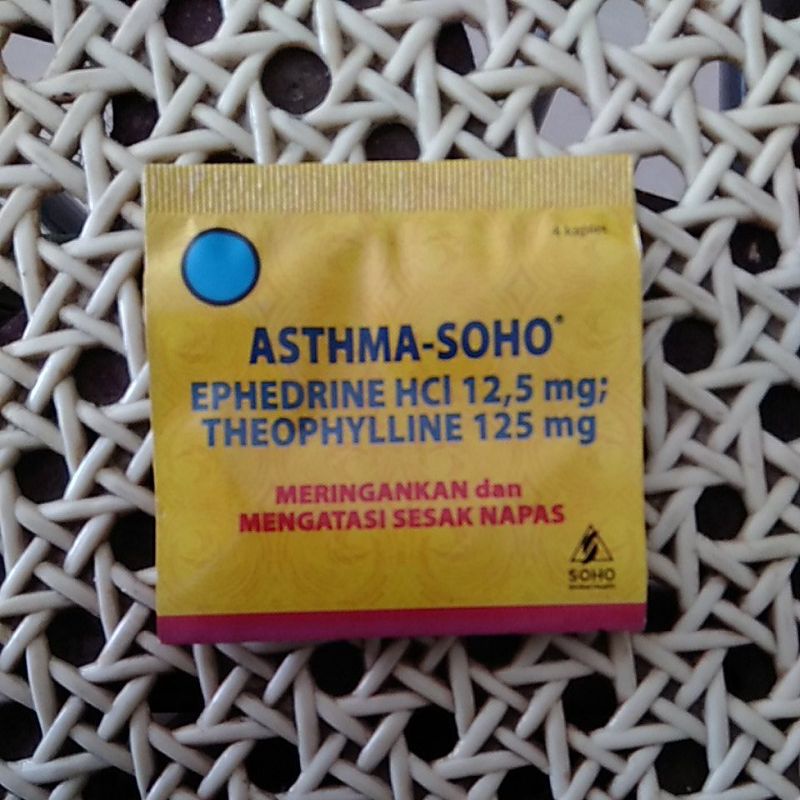 4 kaplet
ASTHMA-SOHO®
EPHEDRINE HCl 12,5 mg;
THEOPHYLLINE 125 mg
MERINGANKAN dan
MENGATASI SESAK NAPAS
SOHO